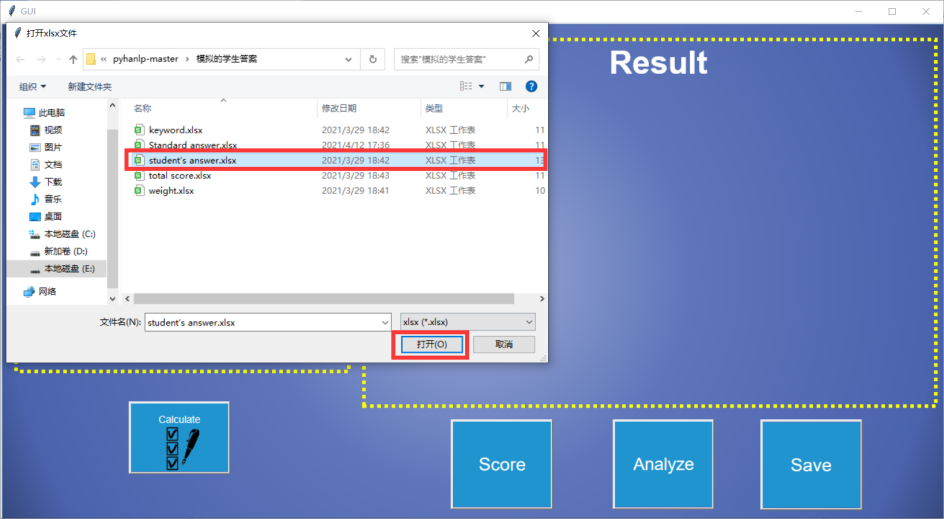 GUI
打开xlsx文件
Result
« pyhanlp-master › 模拟的学生答案
搜索"模拟的学生答案"
组织 新建文件夹
名称 修改日期 类型 大小
此电脑
视频
图片
文档
下载
音乐
桌面
本地磁盘 (C:)
新加卷 (D:)
本地磁盘 (E:)
网络
keyword.xlsx 2021/3/29 18:42 XLSX 工作表 11
Standard answer.xlsx 2021/4/12 17:36 XLSX 工作表 11
student's answer.xlsx 2021/3/29 18:42 XLSX 工作表 13
total score.xlsx 2021/3/29 18:43 XLSX 工作表 11
weight.xlsx 2021/3/29 18:41 XLSX 工作表 10
文件名(N): student's answer.xlsx xlsx (*.xlsx)
打开(O) 取消
Calculate
Score
Analyze
Save